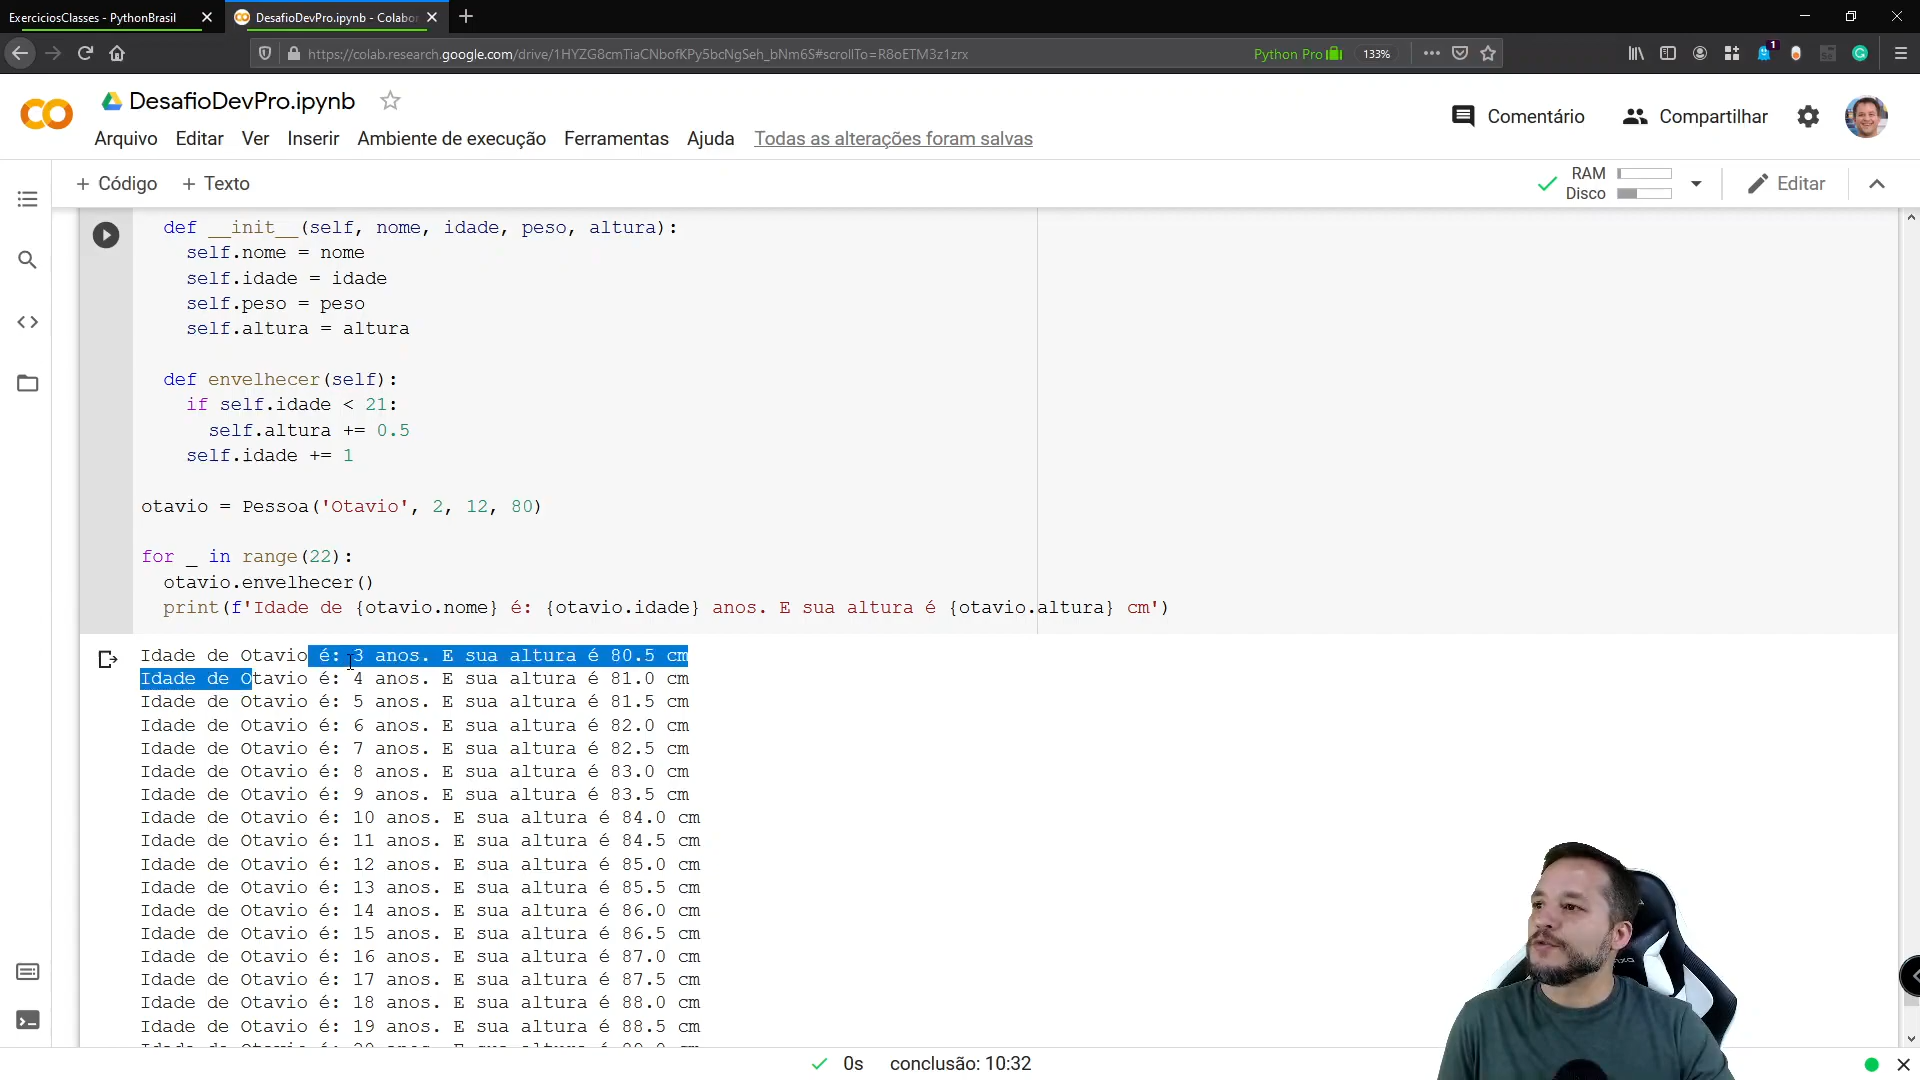 ExerciciosClasses - PythonBrasil
DesafioDevPro.ipynb - Colabor
https://colab.research.google.com/drive/1HYZG8cmTiaCNbofKPy5bcNgSeh_bNm6S#scrollTo=R8oETM3z1zrx
Python Pro
133%
1
DesafioDevPro.ipynb
Arquivo Editar Ver Inserir Ambiente de execução Ferramentas Ajuda Todas as alterações foram salvas
Comentário
Compartilhar
+ Código + Texto
RAM
Disco
Editar
def __init__(self, nome, idade, peso, altura):
self.nome = nome
self.idade = idade
self.peso = peso
self.altura = altura
def envelhecer(self):
if self.idade < 21:
self.altura += 0.5
self.idade += 1
otavio = Pessoa('Otavio', 2, 12, 80)
for _ in range(22):
otavio.envelhecer()
print(f'Idade de {otavio.nome} é: {otavio.idade} anos. E sua altura é {otavio.altura} cm')
Idade de Otavio é: 3 anos. E sua altura é 80.5 cm
Idade de Otavio é: 4 anos. E sua altura é 81.0 cm
Idade de Otavio é: 5 anos. E sua altura é 81.5 cm
Idade de Otavio é: 6 anos. E sua altura é 82.0 cm
Idade de Otavio é: 7 anos. E sua altura é 82.5 cm
Idade de Otavio é: 8 anos. E sua altura é 83.0 cm
Idade de Otavio é: 9 anos. E sua altura é 83.5 cm
Idade de Otavio é: 10 anos. E sua altura é 84.0 cm
Idade de Otavio é: 11 anos. E sua altura é 84.5 cm
Idade de Otavio é: 12 anos. E sua altura é 85.0 cm
Idade de Otavio é: 13 anos. E sua altura é 85.5 cm
Idade de Otavio é: 14 anos. E sua altura é 86.0 cm
Idade de Otavio é: 15 anos. E sua altura é 86.5 cm
Idade de Otavio é: 16 anos. E sua altura é 87.0 cm
Idade de Otavio é: 17 anos. E sua altura é 87.5 cm
Idade de Otavio é: 18 anos. E sua altura é 88.0 cm
Idade de Otavio é: 19 anos. E sua altura é 88.5 cm
0s conclusão: 10:32